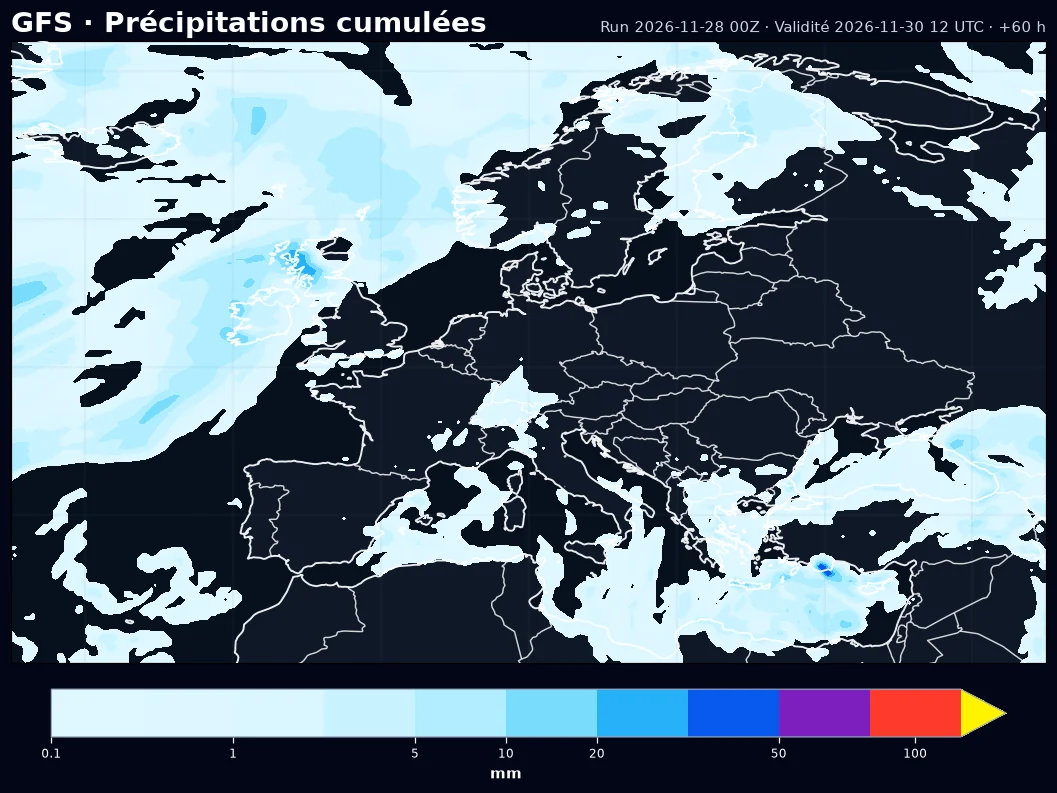 GFS · Précipitations cumulées
Run 2026-11-28 00Z · Validité 2026-11-30 12 UTC · +60 h
0.1 1 5 10 20 50 100
mm